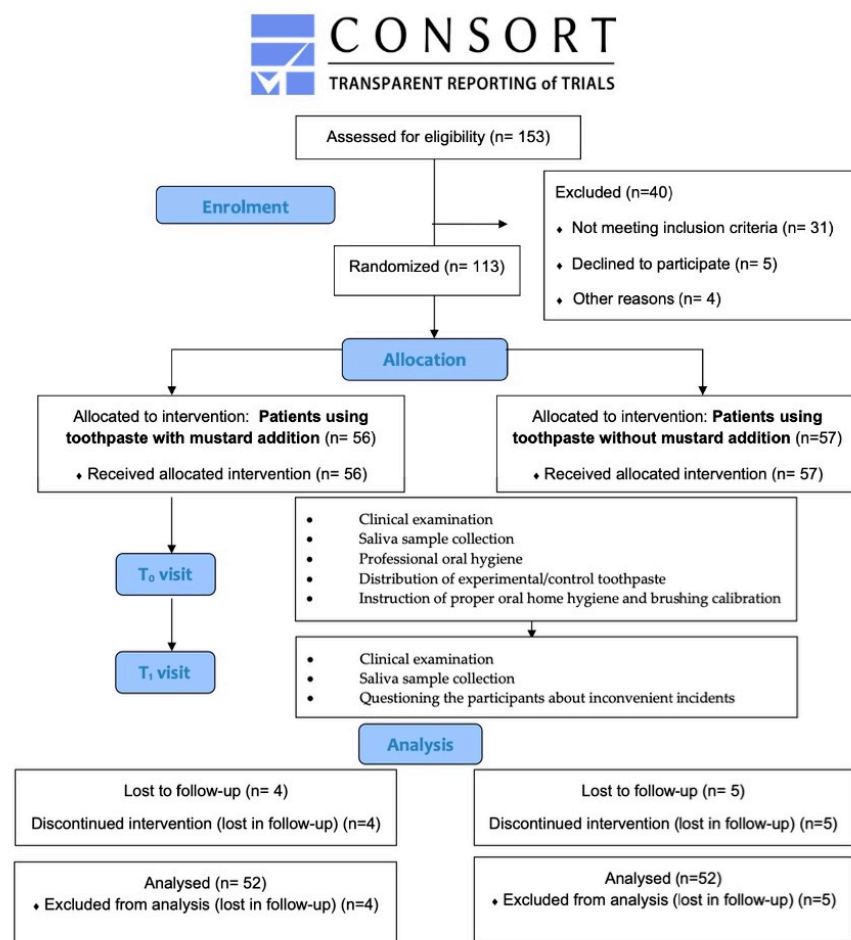 CONSORT
TRANSPARENT REPORTING of TRIALS
Assessed for eligibility (n= 153)
Enrolment
Excluded (n=40)
♦ Not meeting inclusion criteria (n= 31)
♦ Declined to participate (n= 5)
♦ Other reasons (n= 4)
Randomized (n= 113)
Allocation
Allocated to intervention: Patients using
toothpaste with mustard addition (n= 56)
♦ Received allocated intervention (n= 56)
Allocated to intervention: Patients using
toothpaste without mustard addition (n=57)
♦ Received allocated intervention (n= 57)
T₀ visit
• Clinical examination
• Saliva sample collection
• Professional oral hygiene
• Distribution of experimental/control toothpaste
• Instruction of proper oral home hygiene and brushing calibration
T₁ visit
• Clinical examination
• Saliva sample collection
• Questioning the participants about inconvenient incidents
Analysis
Lost to follow-up (n= 4)
Discontinued intervention (lost in follow-up) (n=4)
Lost to follow-up (n= 5)
Discontinued intervention (lost in follow-up) (n=5)
Analysed (n= 52)
♦ Excluded from analysis (lost in follow-up) (n=4)
Analysed (n=52)
♦ Excluded from analysis (lost in follow-up) (n=5)